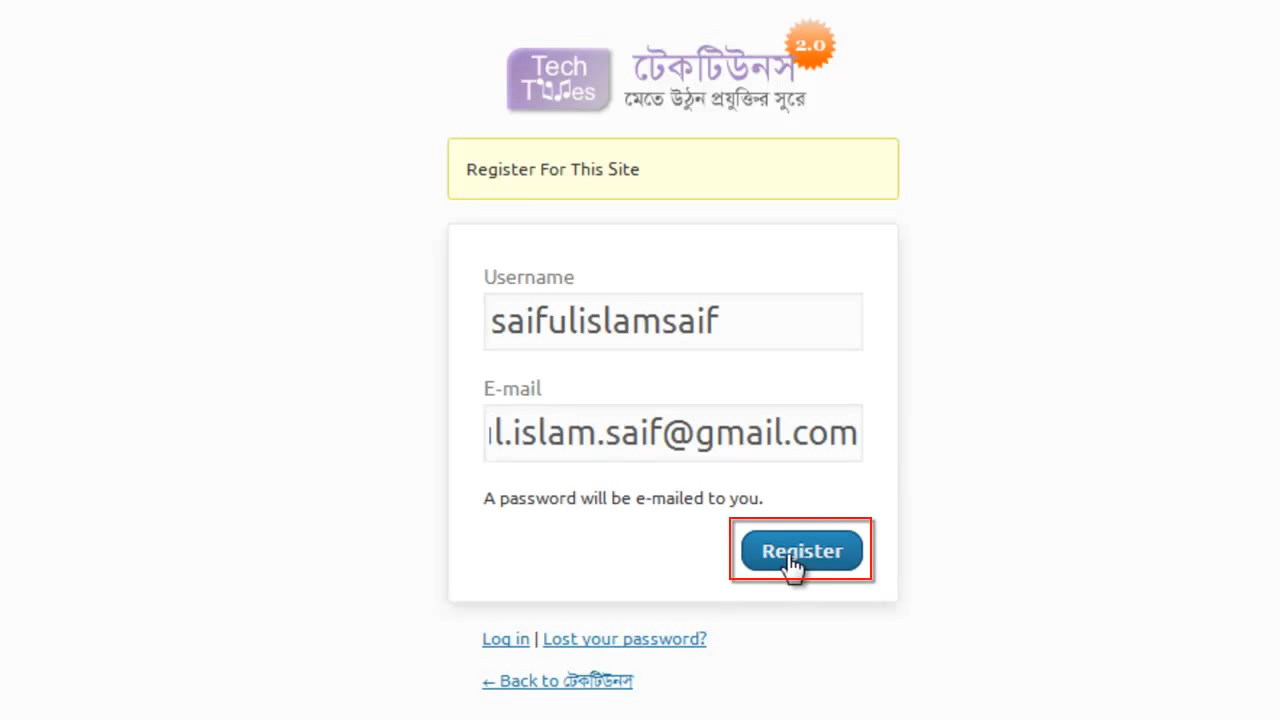 Tech
Tunes
টেকটিউনস
2.0
মেতে উঠুন প্রযুক্তির সুরে
Register For This Site
Username
saifulislamsaif
E-mail
l.islam.saif@gmail.com
A password will be e-mailed to you.
Register
Log in | Lost your password?
← Back to টেকটিউনস